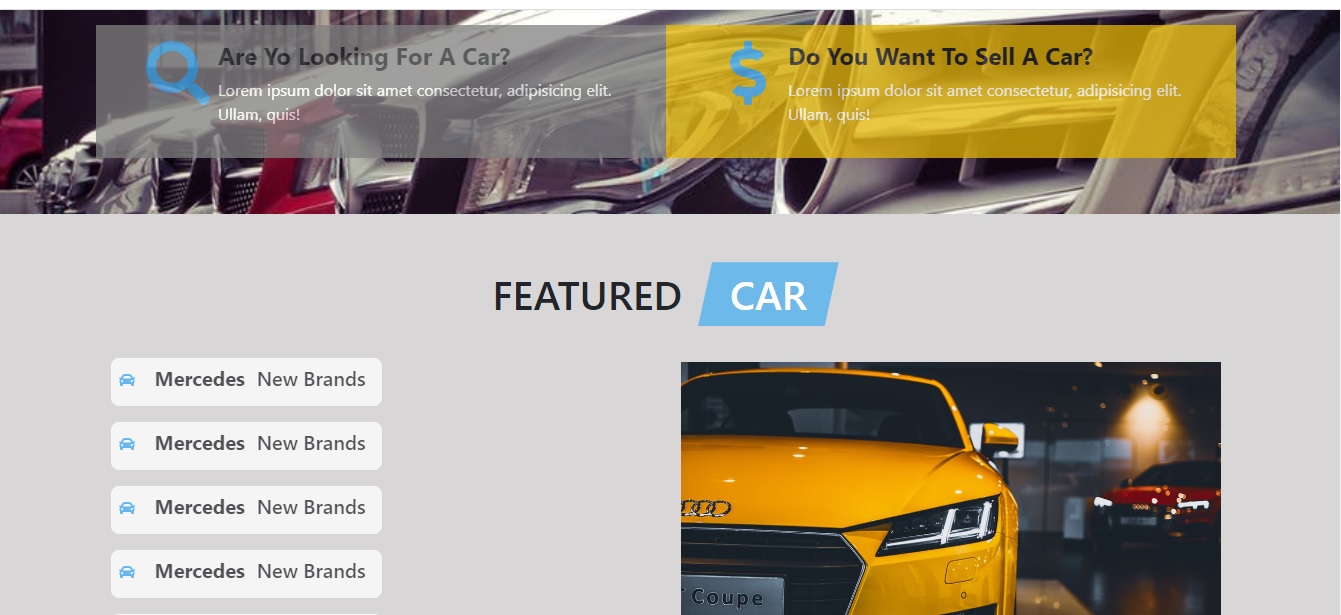 Are Yo Looking For A Car?
Lorem ipsum dolor sit amet consectetur, adipisicing elit.
Ullam, quis!
Do You Want To Sell A Car?
Lorem ipsum dolor sit amet consectetur, adipisicing elit.
Ullam, quis!
FEATURED CAR
Mercedes New Brands
Mercedes New Brands
Mercedes New Brands
Mercedes New Brands
Coupe